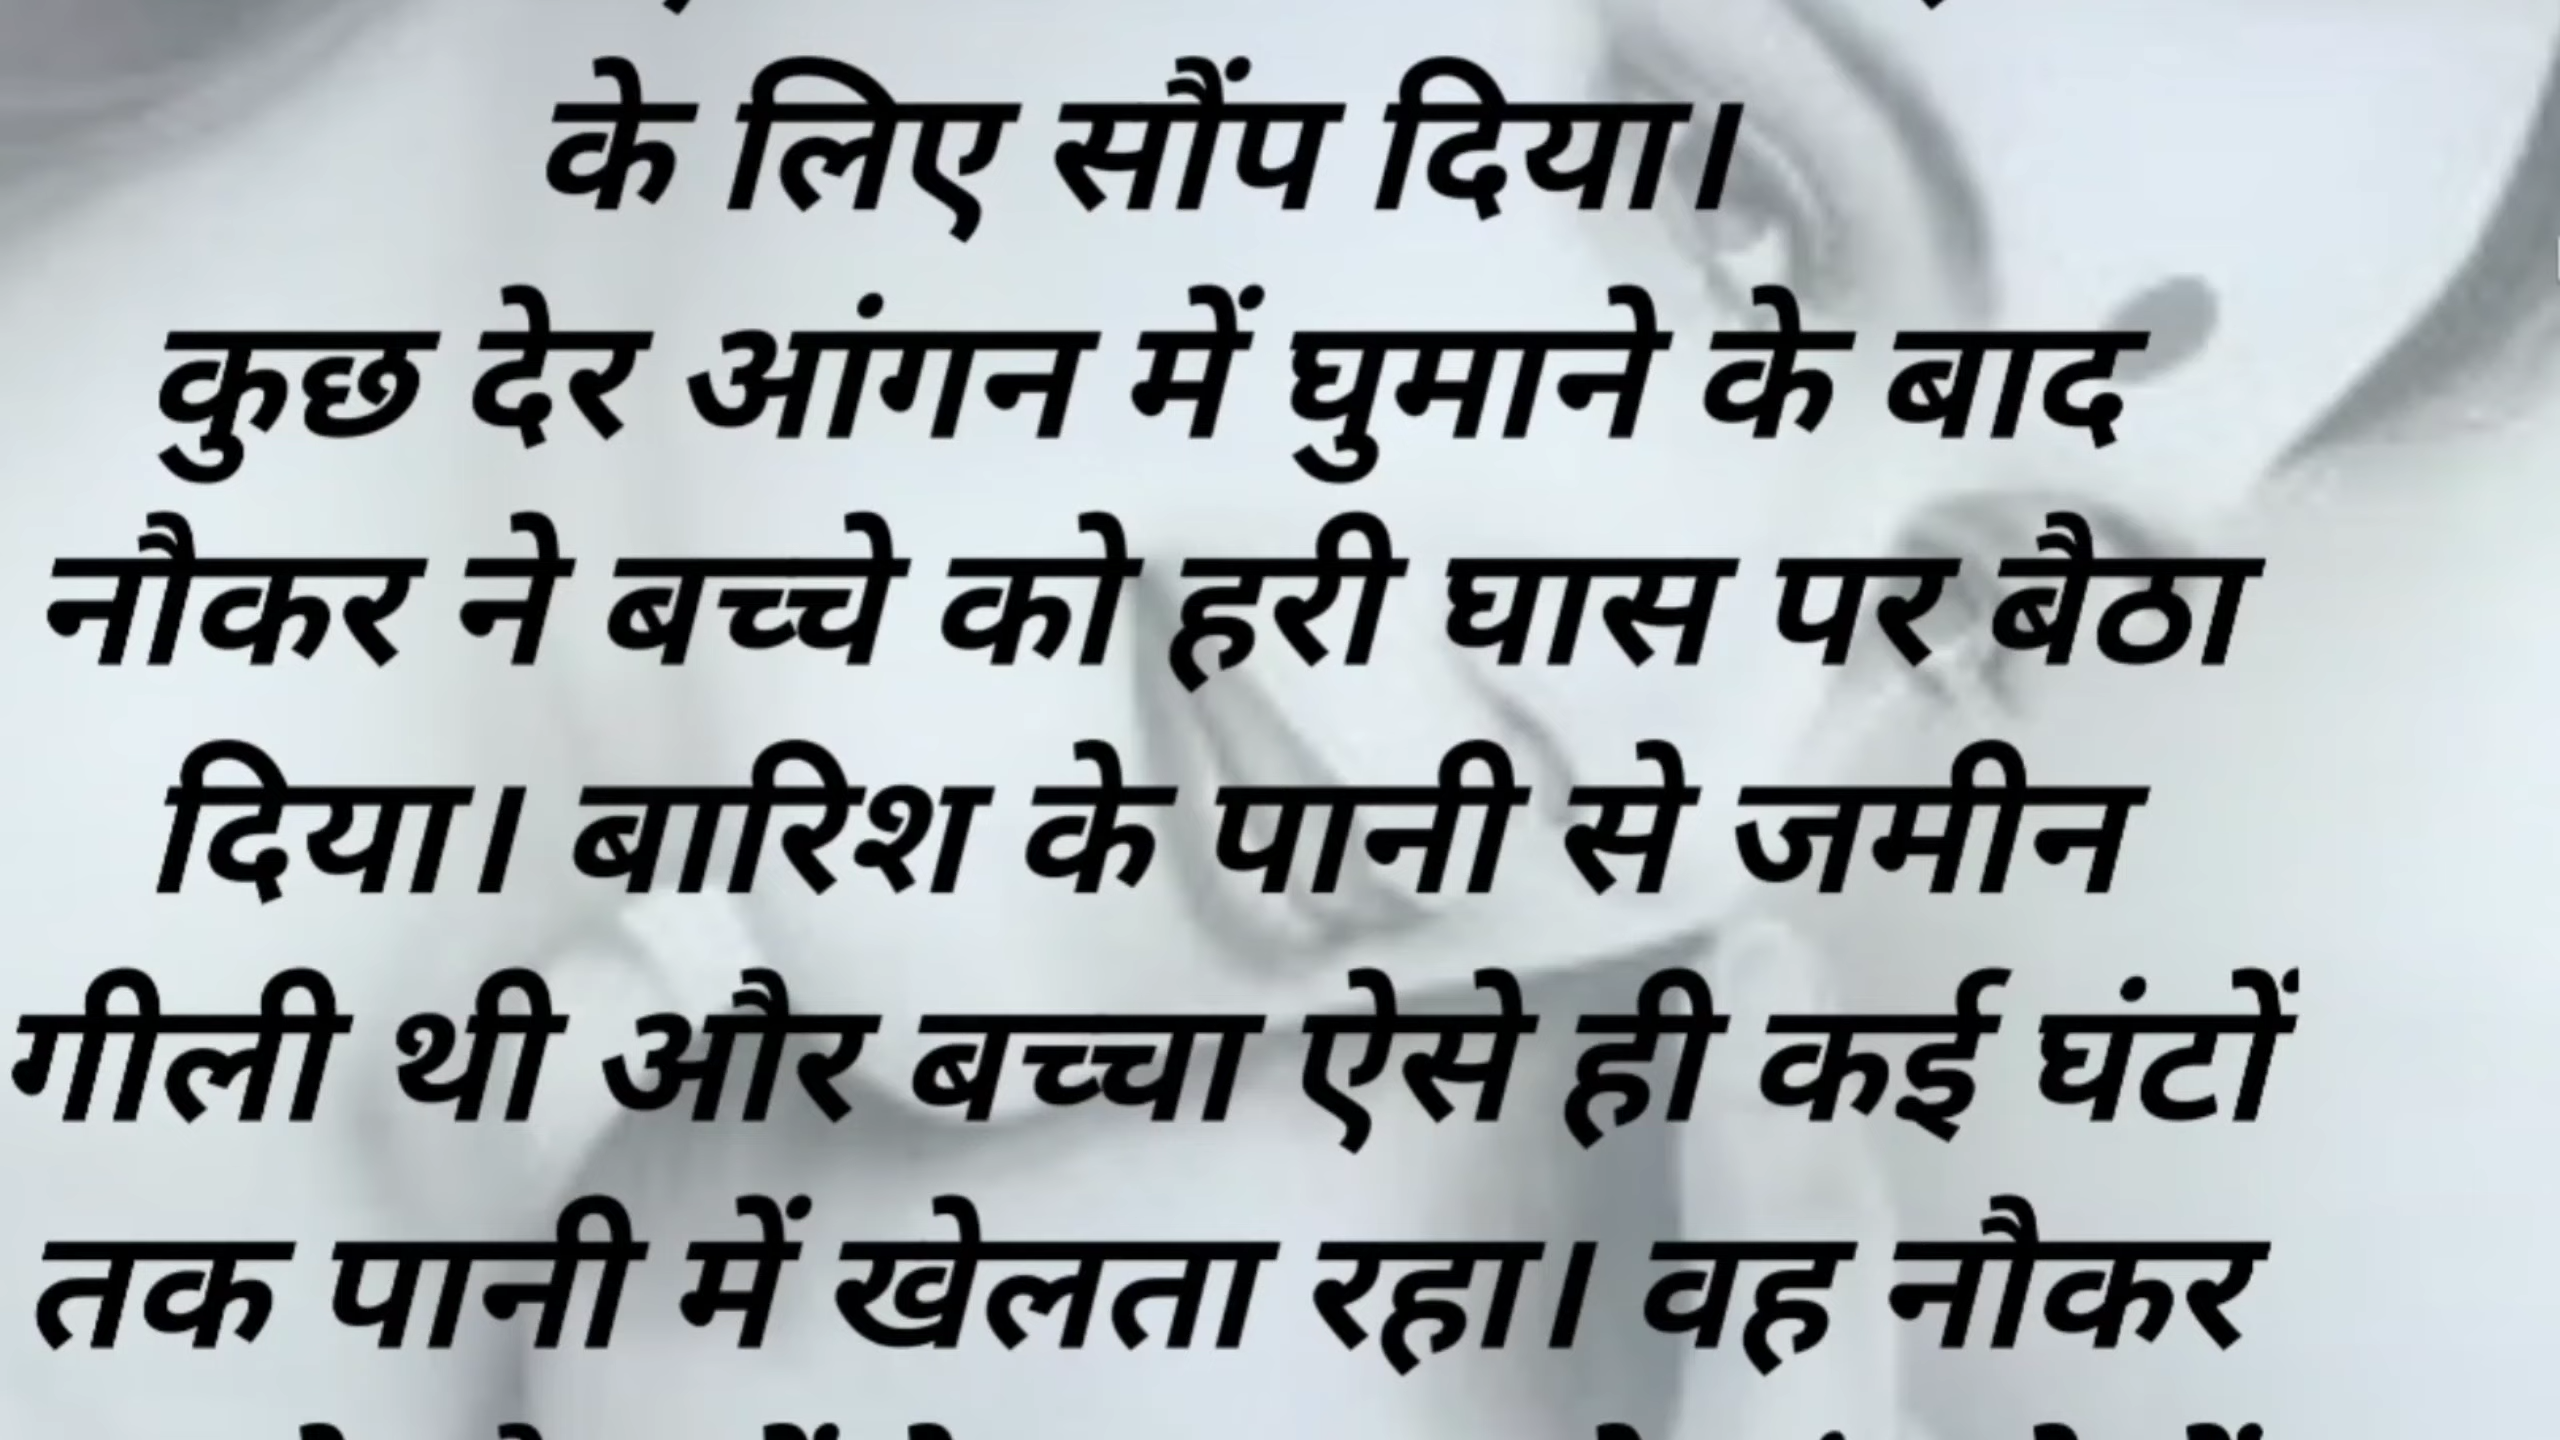 के लिए सौंप दिया।
कुछ देर आंगन में घुमाने के बाद
नौकर ने बच्चे को हरी घास पर बैठा
दिया। बारिश के पानी से जमीन
गीली थी और बच्चा ऐसे ही कई घंटों
तक पानी में खेलता रहा। वह नौकर